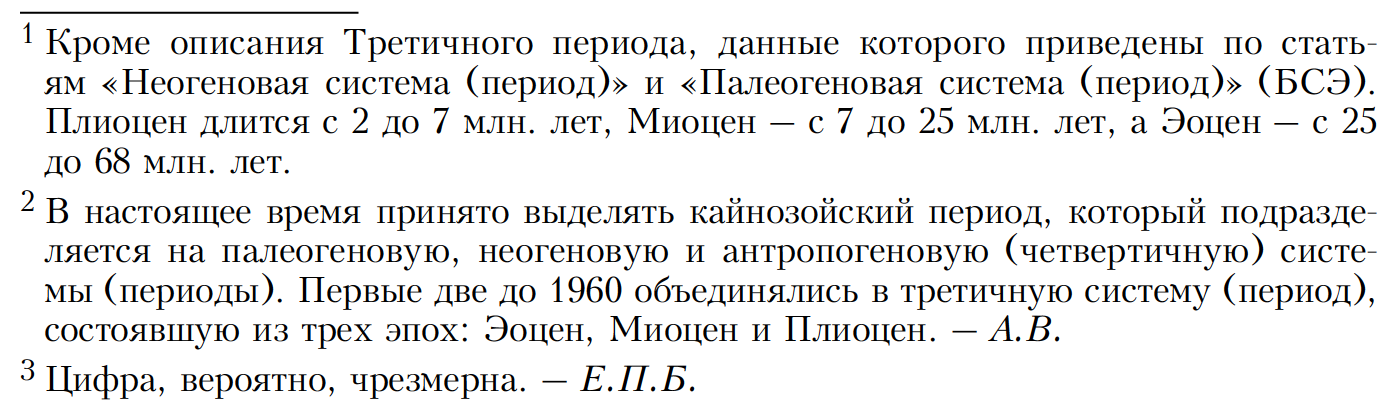 1 Кроме описания Третичного периода, данные которого приведены по стать-
ям «Неогеновая система (период)» и «Палеогеновая система (период)» (БСЭ).
Плиоцен длится с 2 до 7 млн. лет, Миоцен — с 7 до 25 млн. лет, а Эоцен — с 25
до 68 млн. лет.
2 В настоящее время принято выделять кайнозойский период, который подразде-
ляется на палеогеновую, неогеновую и антропогеновую (четвертичную) систе-
мы (периоды). Первые две до 1960 объединялись в третичную систему (период),
состоявшую из трех эпох: Эоцен, Миоцен и Плиоцен. — А.В.
3 Цифра, вероятно, чрезмерна. — Е.П.Б.